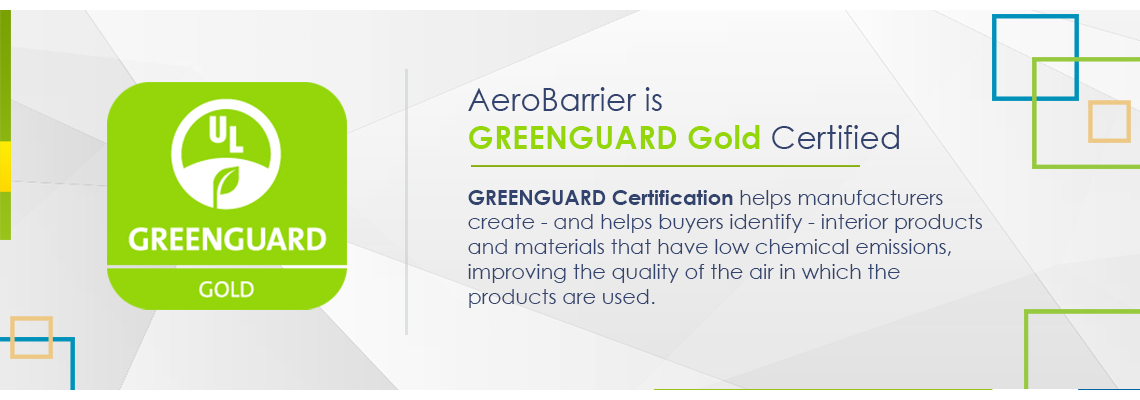 UL
GREENGUARD
GOLD
AeroBarrier is
GREENGUARD Gold Certified
GREENGUARD Certification helps manufacturers
create - and helps buyers identify - interior products
and materials that have low chemical emissions,
improving the quality of the air in which the
products are used.